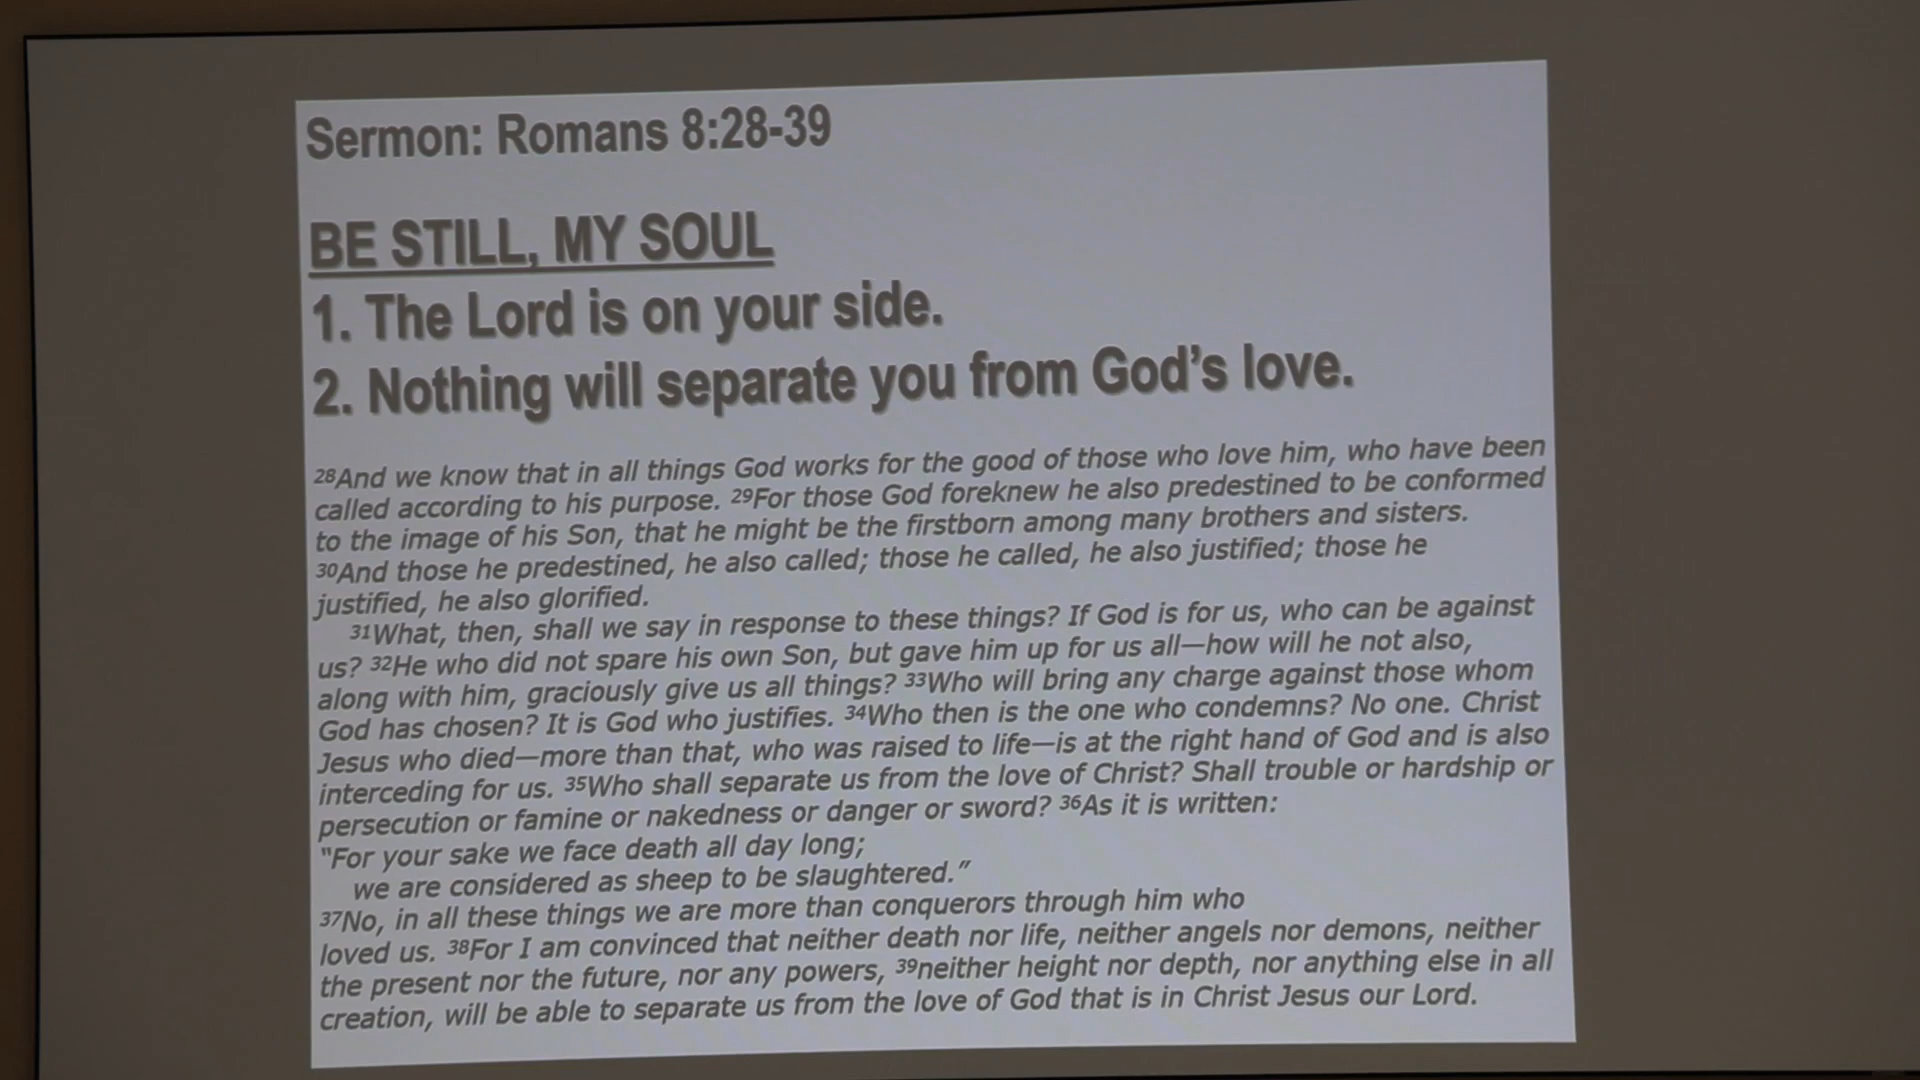 Sermon: Romans 8:28-39
BE STILL, MY SOUL
1. The Lord is on your side.
2. Nothing will separate you from God's love.
28And we know that in all things God works for the good of those who love him, who have been
called according to his purpose. 29For those God foreknew he also predestined to be conformed
to the image of his Son, that he might be the firstborn among many brothers and sisters.
30And those he predestined, he also called; those he called, he also justified; those he
justified, he also glorified.
31What, then, shall we say in response to these things? If God is for us, who can be against
us? 32He who did not spare his own Son, but gave him up for us all—how will he not also,
along with him, graciously give us all things? 33Who will bring any charge against those whom
God has chosen? It is God who justifies. 34Who then is the one who condemns? No one. Christ
Jesus who died—more than that, who was raised to life—is at the right hand of God and is also
interceding for us. 35Who shall separate us from the love of Christ? Shall trouble or hardship or
persecution or famine or nakedness or danger or sword? 36As it is written:
"For your sake we face death all day long;
we are considered as sheep to be slaughtered."
37No, in all these things we are more than conquerors through him who
loved us. 38For I am convinced that neither death nor life, neither angels nor demons, neither
the present nor the future, nor any powers, 39neither height nor depth, nor anything else in all
creation, will be able to separate us from the love of God that is in Christ Jesus our Lord.